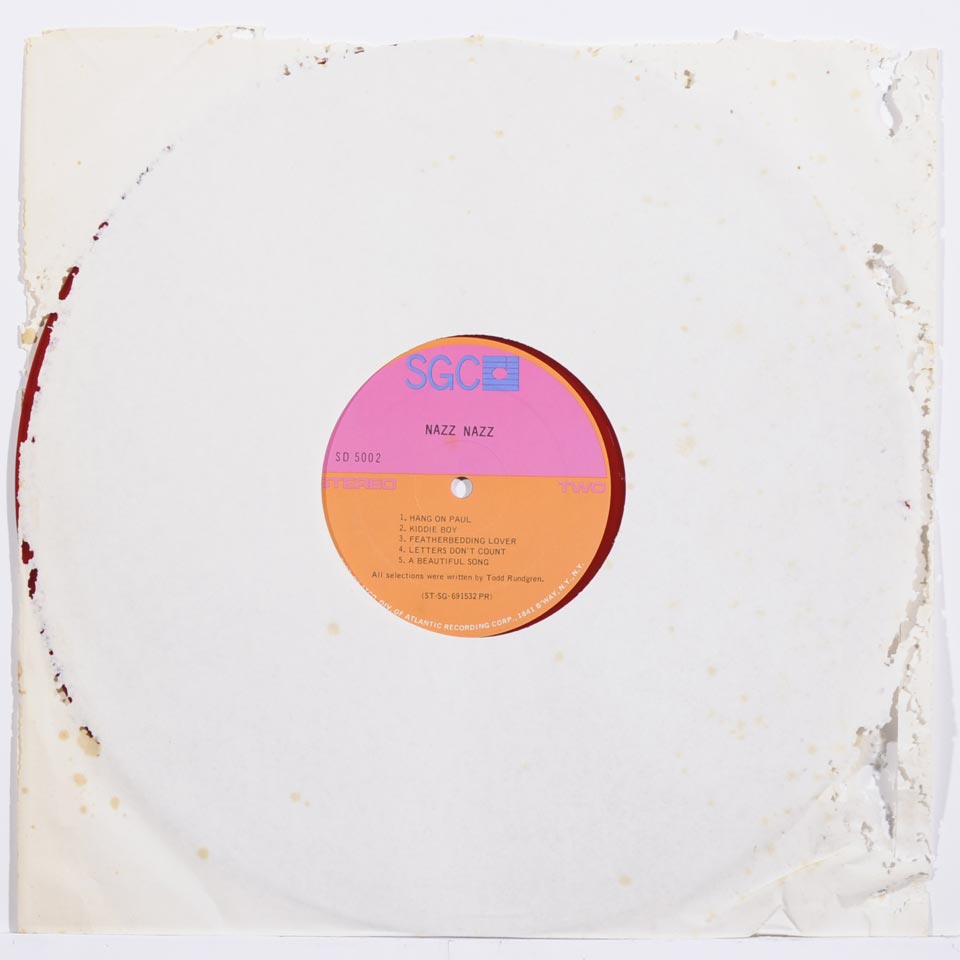 SGC
NAZZ NAZZ
SD 5002
STEREO TWO
1. HANG ON PAUL
2. KIDDIE BOY
3. FEATHERBEDDING LOVER
4. LETTERS DON'T COUNT
5. A BEAUTIFUL SONG
All selections were written by Todd Rundgren.
(ST-SG-691532 PR)
DIV. OF ATLANTIC RECORDING CORP., 1841 B'WAY, N.Y., N.Y.